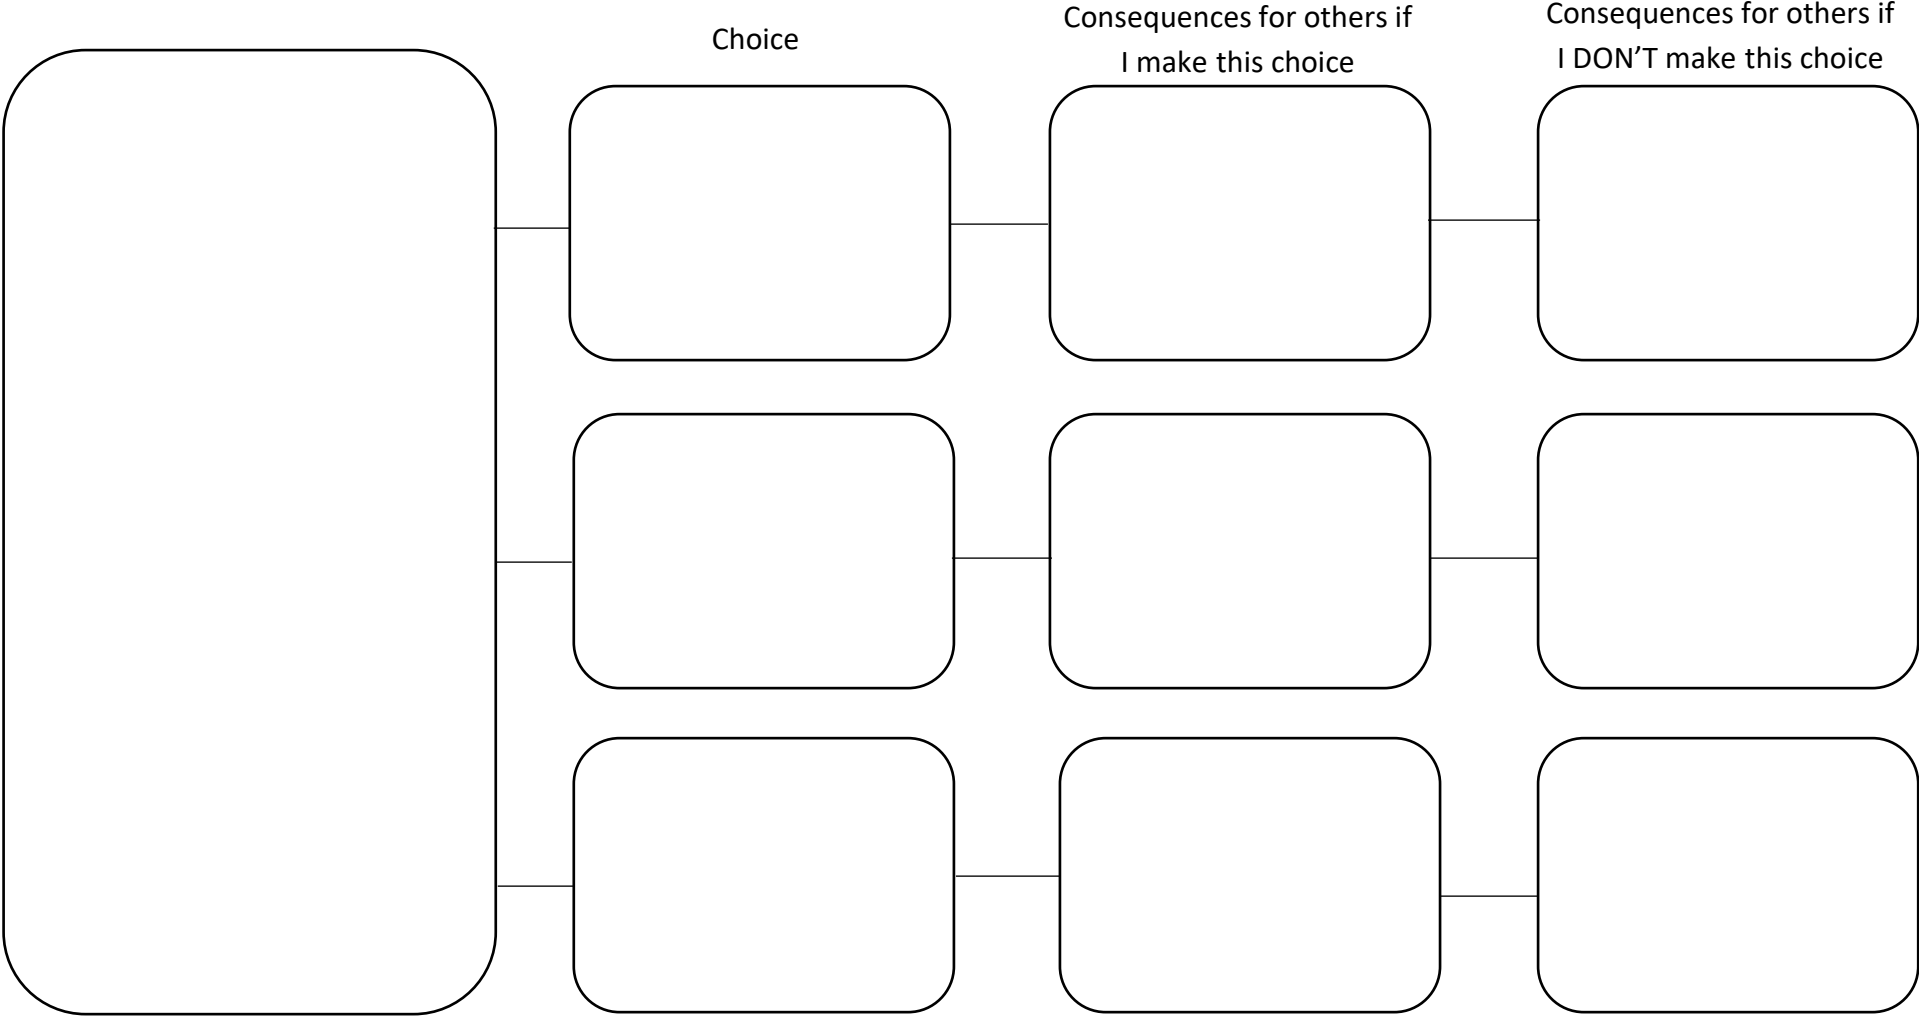 Choice
Consequences for others if
I make this choice
Consequences for others if
I DON'T make this choice